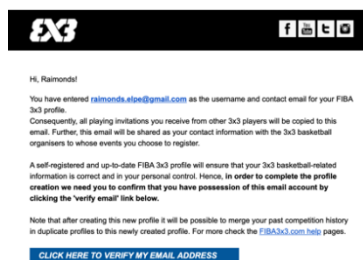 3X3
Hi, Raimonds!
You have entered raimonds.elpe@gmail.com as the username and contact email for your FIBA
3x3 profile.
Consequently, all playing invitations you receive from other 3x3 players will be copied to this
email. Further, this email will be shared as your contact information with the 3x3 basketball
organisers to whose events you choose to register.
A self-registered and up-to-date FIBA 3x3 profile will ensure that your 3x3 basketball-related
information is correct and in your personal control. Hence, in order to complete the profile
creation we need you to confirm that you have possession of this email account by
clicking the 'verify email' link below.
Note that after creating this new profile it will be possible to merge your past competition history
in duplicate profiles to this newly created profile. For more check the FIBA3x3.com help pages.
CLICK HERE TO VERIFY MY EMAIL ADDRESS